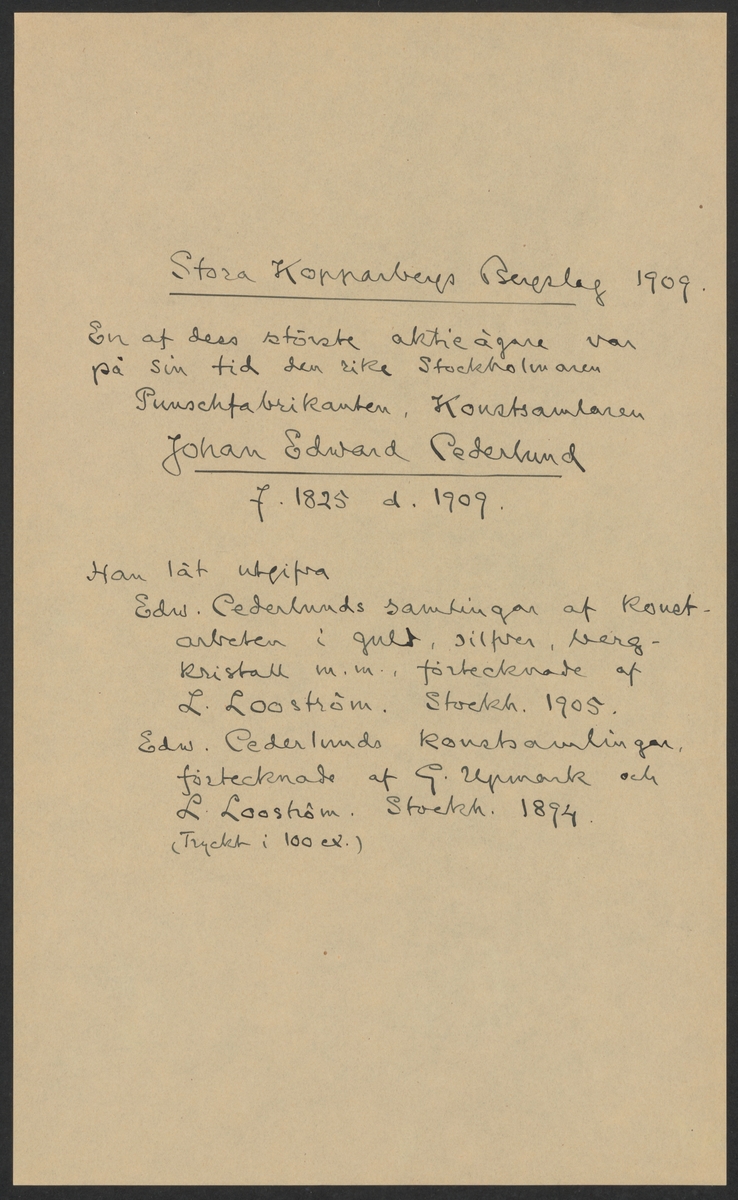 Stora Kopparbergs Bergslag 1909.
En af dess störste aktieägare var
på sin tid den rike Stockholmaren
Punschfabrikanten, Konstsamlaren
Johan Edward Cederlund
f. 1825 d. 1909.
Han lät utgifva
Edw. Cederlunds samlingar af konst-
arbeten i guld, silfver, berg-
kristall m.m., förtecknade af
L. Looström. Stockh. 1905.
Edw. Cederlunds konstsamlingar,
förtecknade af G. Upmark och
L. Looström. Stockh. 1894.
(Tryckt i 100 ex.)